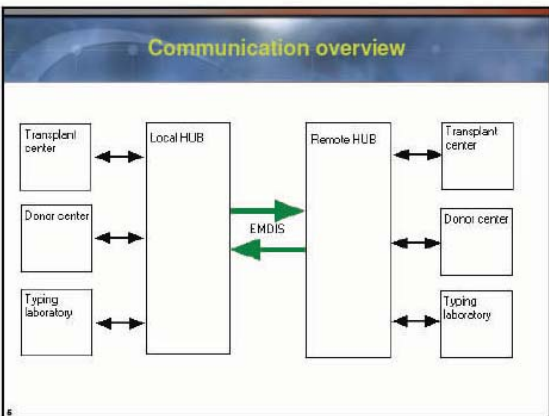 Communication overview
Transplant
center
Local HUB
Remote HUB
Transplant
center
Donor center
EMDIS
Donor center
Typing
laboratory
Typing
laboratory